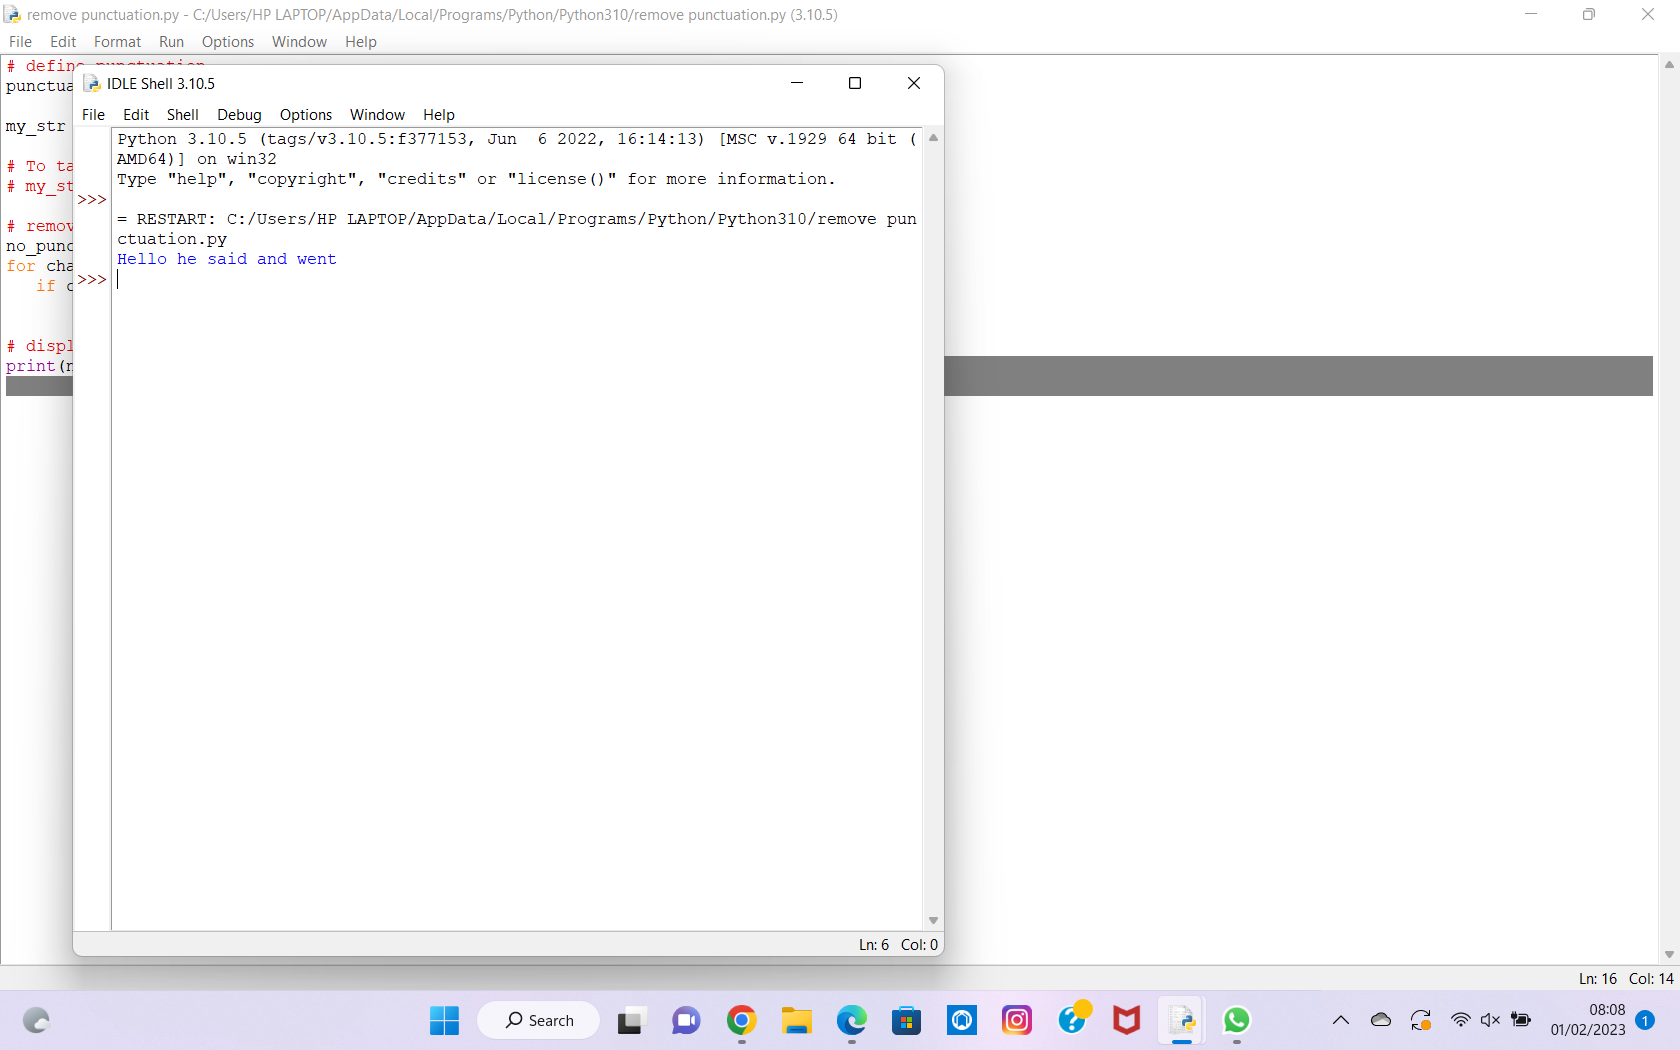 remove punctuation.py - C:/Users/HP LAPTOP/AppData/Local/Programs/Python/Python310/remove punctuation.py (3.10.5)
File Edit Format Run Options Window Help
# define punctuation
punctua
my_str
# To ta
# my_st
# remov
no_punc
for cha
if c
# displ
print(n
IDLE Shell 3.10.5
File Edit Shell Debug Options Window Help
Python 3.10.5 (tags/v3.10.5:f377153, Jun  6 2022, 16:14:13) [MSC v.1929 64 bit (
AMD64)] on win32
Type "help", "copyright", "credits" or "license()" for more information.
>>>
= RESTART: C:/Users/HP LAPTOP/AppData/Local/Programs/Python/Python310/remove pun
ctuation.py
Hello he said and went
>>>
Ln: 6 Col: 0
Ln: 16 Col: 14
Search
08:08
01/02/2023
1